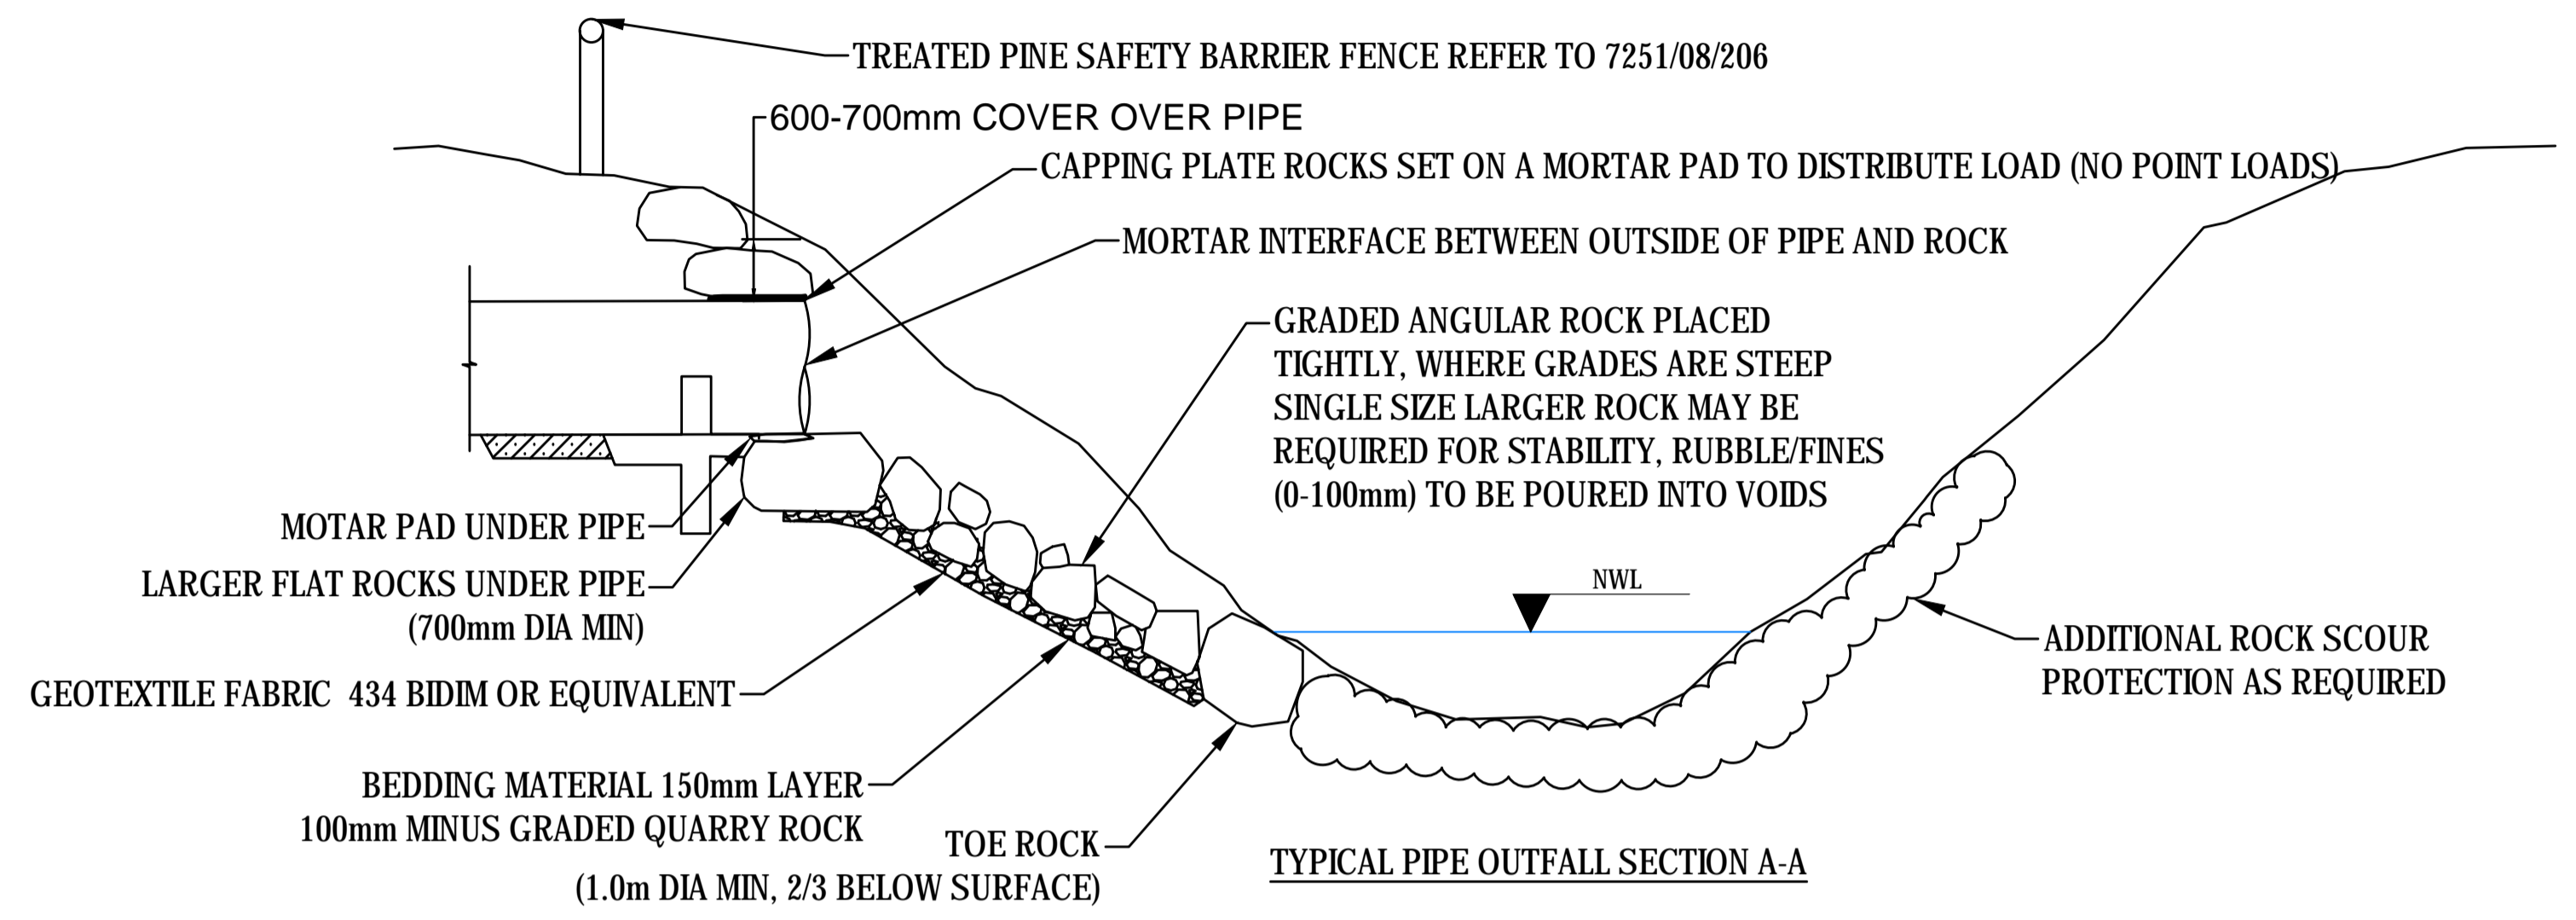 TREATED PINE SAFETY BARRIER FENCE REFER TO 7251/08/206
600-700mm COVER OVER PIPE
CAPPING PLATE ROCKS SET ON A MORTAR PAD TO DISTRIBUTE LOAD (NO POINT LOADS)
MORTAR INTERFACE BETWEEN OUTSIDE OF PIPE AND ROCK
GRADED ANGULAR ROCK PLACED
TIGHTLY, WHERE GRADES ARE STEEP
SINGLE SIZE LARGER ROCK MAY BE
REQUIRED FOR STABILITY, RUBBLE/FINES
(0-100mm) TO BE POURED INTO VOIDS
MOTAR PAD UNDER PIPE
LARGER FLAT ROCKS UNDER PIPE
(700mm DIA MIN)
GEOTEXTILE FABRIC 434 BIDIM OR EQUIVALENT
BEDDING MATERIAL 150mm LAYER
100mm MINUS GRADED QUARRY ROCK
TOE ROCK
(1.0m DIA MIN, 2/3 BELOW SURFACE)
NWL
ADDITIONAL ROCK SCOUR
PROTECTION AS REQUIRED
TYPICAL PIPE OUTFALL SECTION A-A